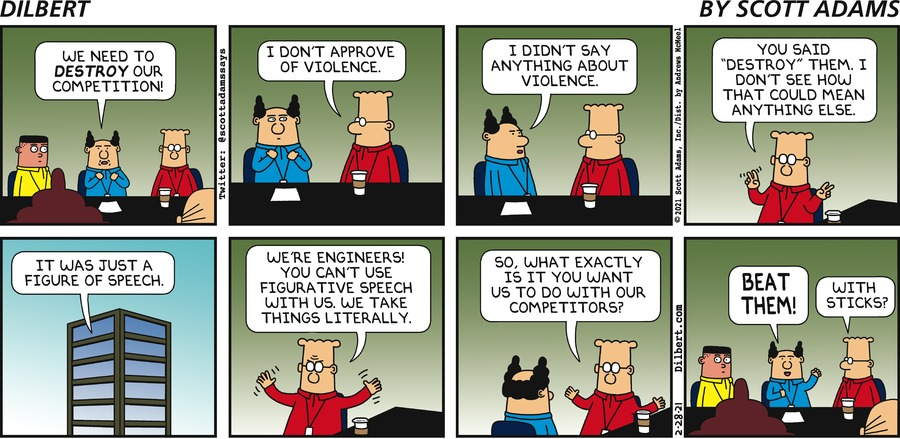 DILBERT
BY SCOTT ADAMS
WE NEED TO
DESTROY OUR
COMPETITION!
Twitter: @scottadamssays
I DON'T APPROVE
OF VIOLENCE.
I DIDN'T SAY
ANYTHING ABOUT
VIOLENCE.
©2021 Scott Adams, Inc./Dist. by Andrews McMeel
YOU SAID
"DESTROY" THEM. I
DON'T SEE HOW
THAT COULD MEAN
ANYTHING ELSE.
IT WAS JUST A
FIGURE OF SPEECH.
WE'RE ENGINEERS!
YOU CAN'T USE
FIGURATIVE SPEECH
WITH US. WE TAKE
THINGS LITERALLY.
SO, WHAT EXACTLY
IS IT YOU WANT
US TO DO WITH OUR
COMPETITORS?
2-28-21 Dilbert.com
BEAT
THEM!
WITH
STICKS?